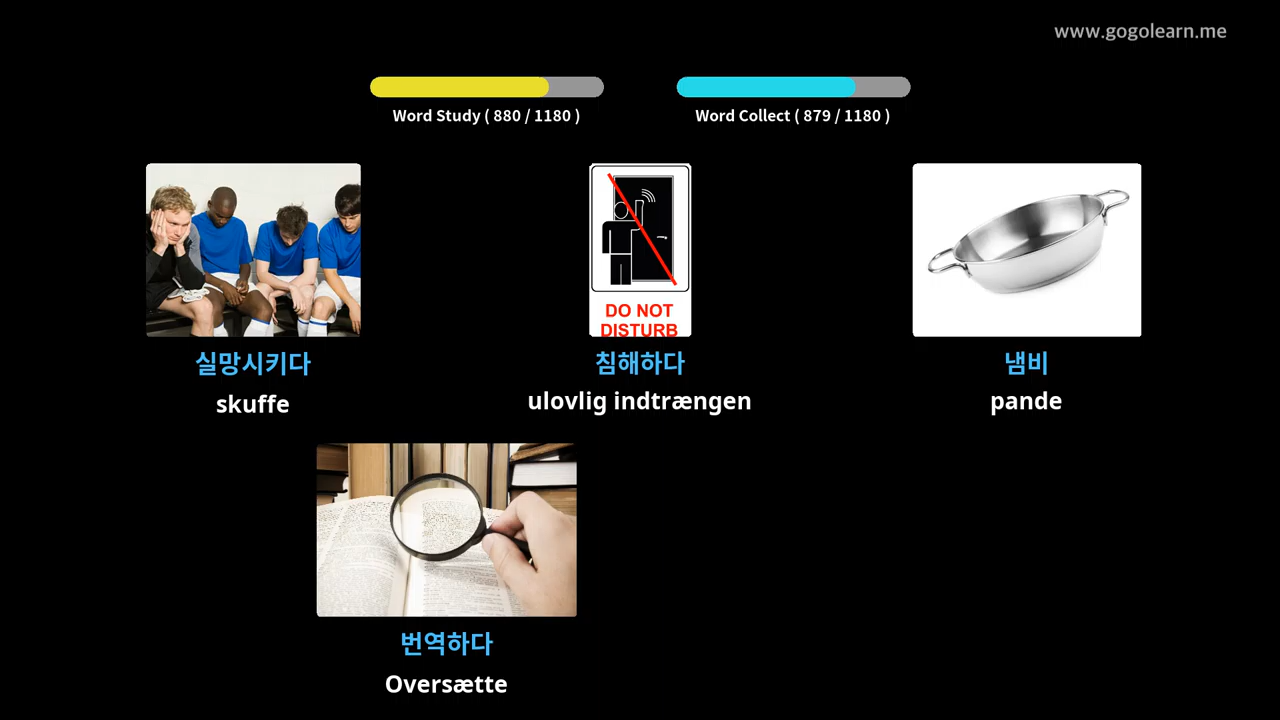 www.gogolearn.me
Word Study ( 880 / 1180 )
Word Collect ( 879 / 1180 )
DO NOT
DISTURB
실망시키다
침해하다
냄비
skuffe
ulovlig indtrængen
pande
번역하다
Oversætte